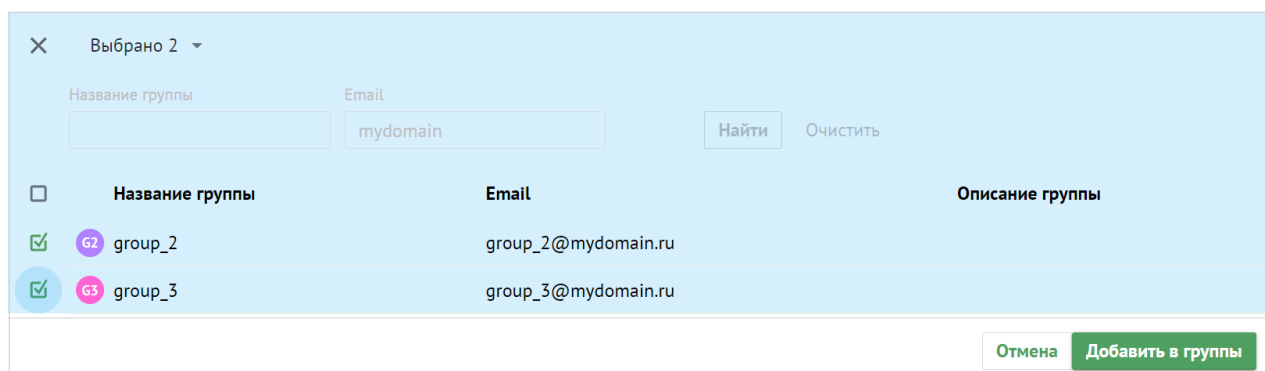 Выбрано 2
Название группы Email
mydomain Найти Очистить
Название группы Email Описание группы
G2 group_2 group_2@mydomain.ru
G3 group_3 group_3@mydomain.ru
Отмена Добавить в группы